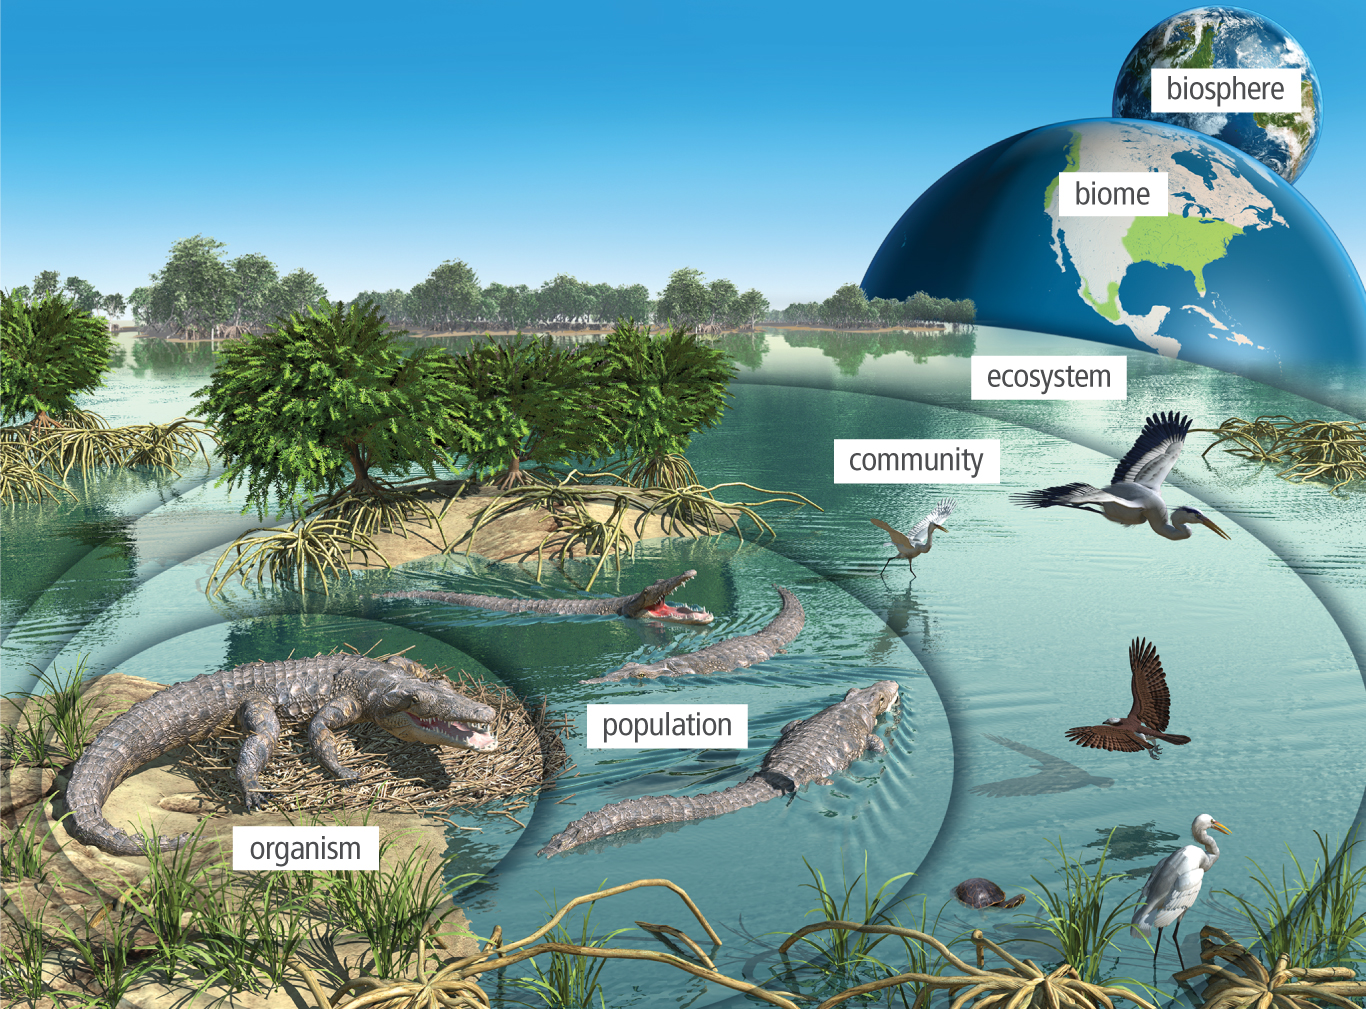 biosphere
biome
ecosystem
community
population
organism